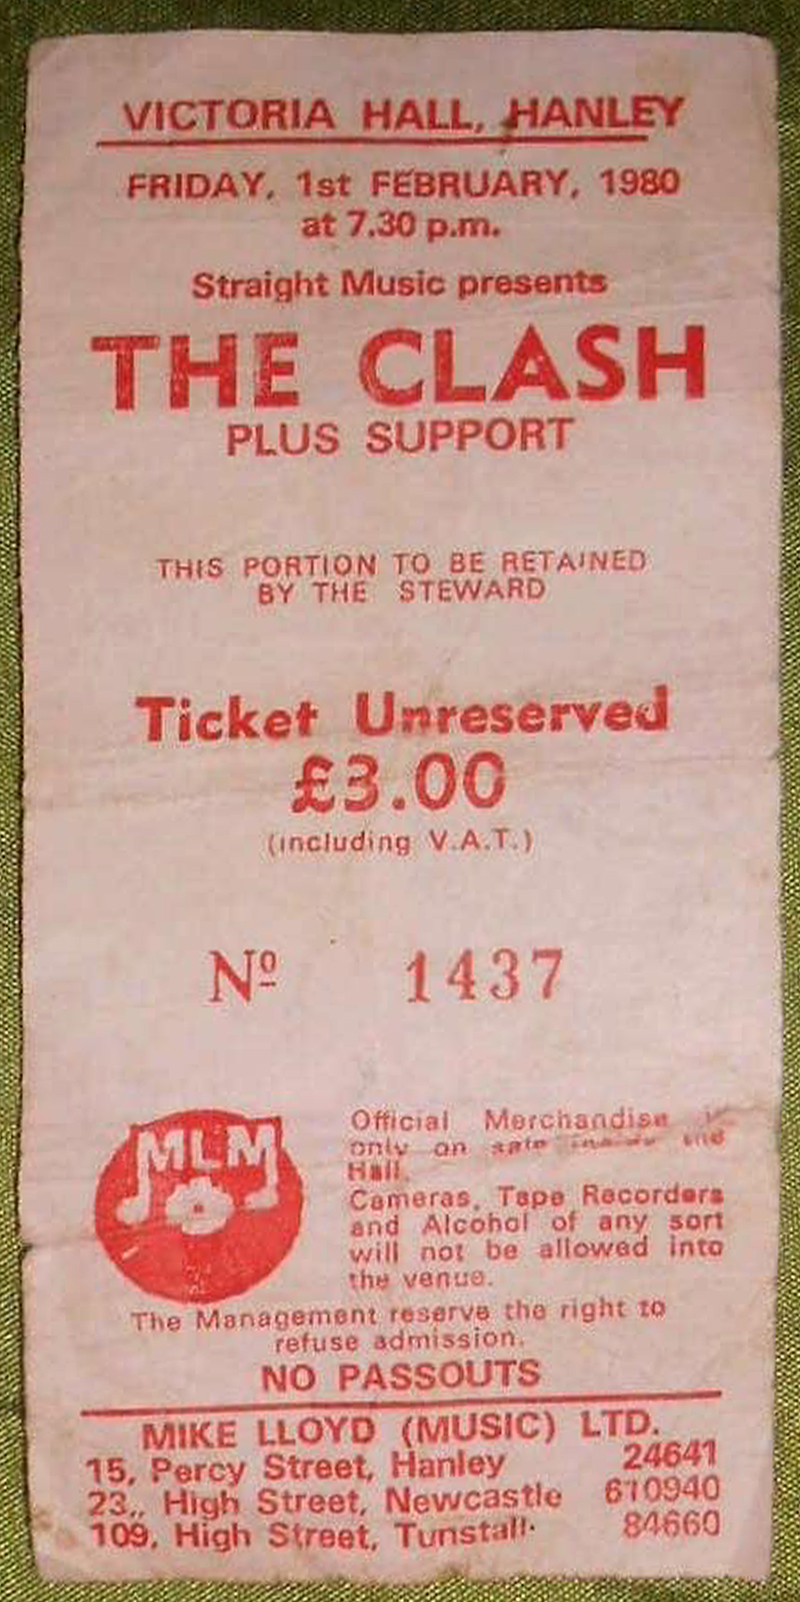 VICTORIA HALL, HANLEY
FRIDAY, 1st FEBRUARY, 1980
at 7.30 p.m.
Straight Music presents
THE CLASH
PLUS SUPPORT
THIS PORTION TO BE RETAINED
BY THE STEWARD
Ticket Unreserved
£3.00
(including V.A.T.)
Nº 1437
MLM
Official Merchandise
only on sale inside the
Hall.
Cameras, Tape Recorders
and Alcohol of any sort
will not be allowed into
the venue.
The Management reserve the right to
refuse admission.
NO PASSOUTS
MIKE LLOYD (MUSIC) LTD.
15, Percy Street, Hanley 24641
23,, High Street, Newcastle 610940
109, High Street, Tunstall· 84660